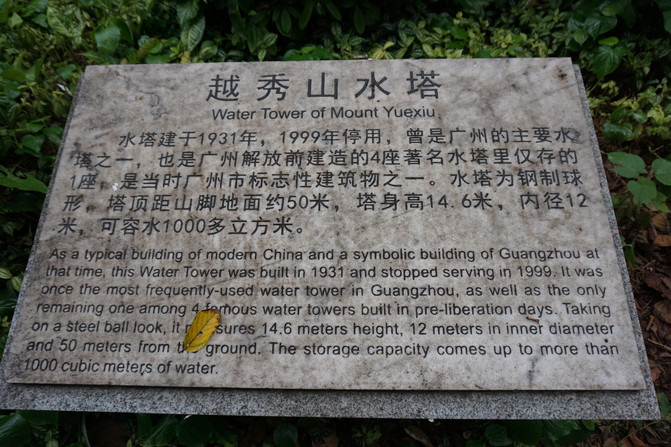 越秀山水塔
Water Tower of Mount Yuexiu
水塔建于1931年，1999年停用，曾是广州的主要水
塔之一，也是广州解放前建造的4座著名水塔里仅存的
1座，是当时广州市标志性建筑物之一。水塔为钢制球
形，塔顶距山脚地面约50米，塔身高14.6米，内径12
米，可容水1000多立方米。
As a typical building of modern China and a symbolic building of Guangzhou at
that time, this Water Tower was built in 1931 and stopped serving in 1999. It was
once the most frequently-used water tower in Guangzhou, as well as the only
remaining one among 4 famous water towers built in pre-liberation days. Taking
on a steel ball look, it sures 14.6 meters height, 12 meters in inner diameter
and 50 meters from the ground. The storage capacity comes up to more than
1000 cubic meters of water.